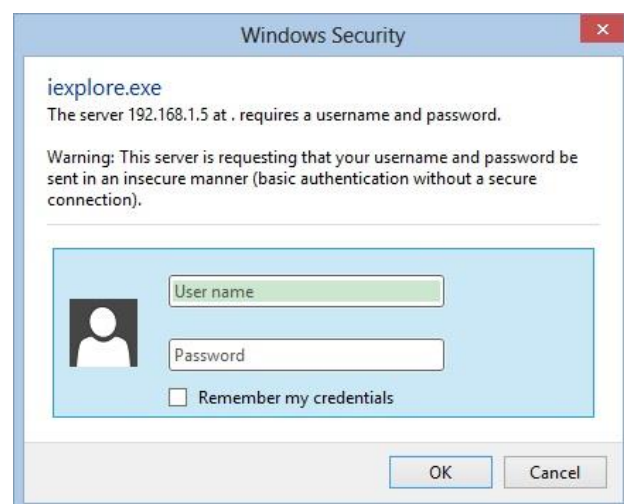 Windows Security
iexplore.exe
The server 192.168.1.5 at . requires a username and password.
Warning: This server is requesting that your username and password be
sent in an insecure manner (basic authentication without a secure
connection).
User name
Password
Remember my credentials
OK Cancel